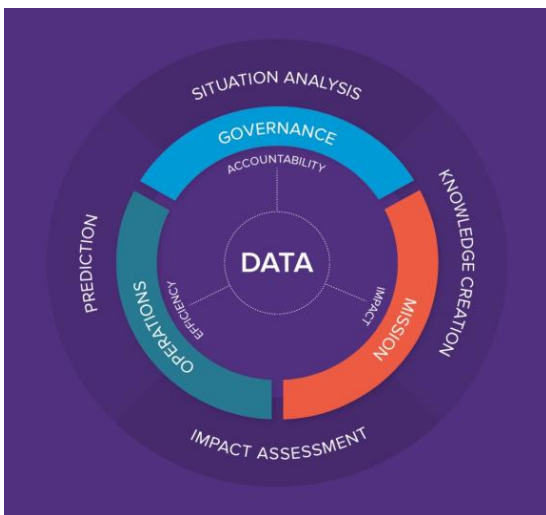 SITUATION ANALYSIS
GOVERNANCE
ACCOUNTABILITY
KNOWLEDGE CREATION
PREDICTION
DATA
EFFICIENCY
IMPACT
OPERATIONS
MISSION
IMPACT ASSESSMENT